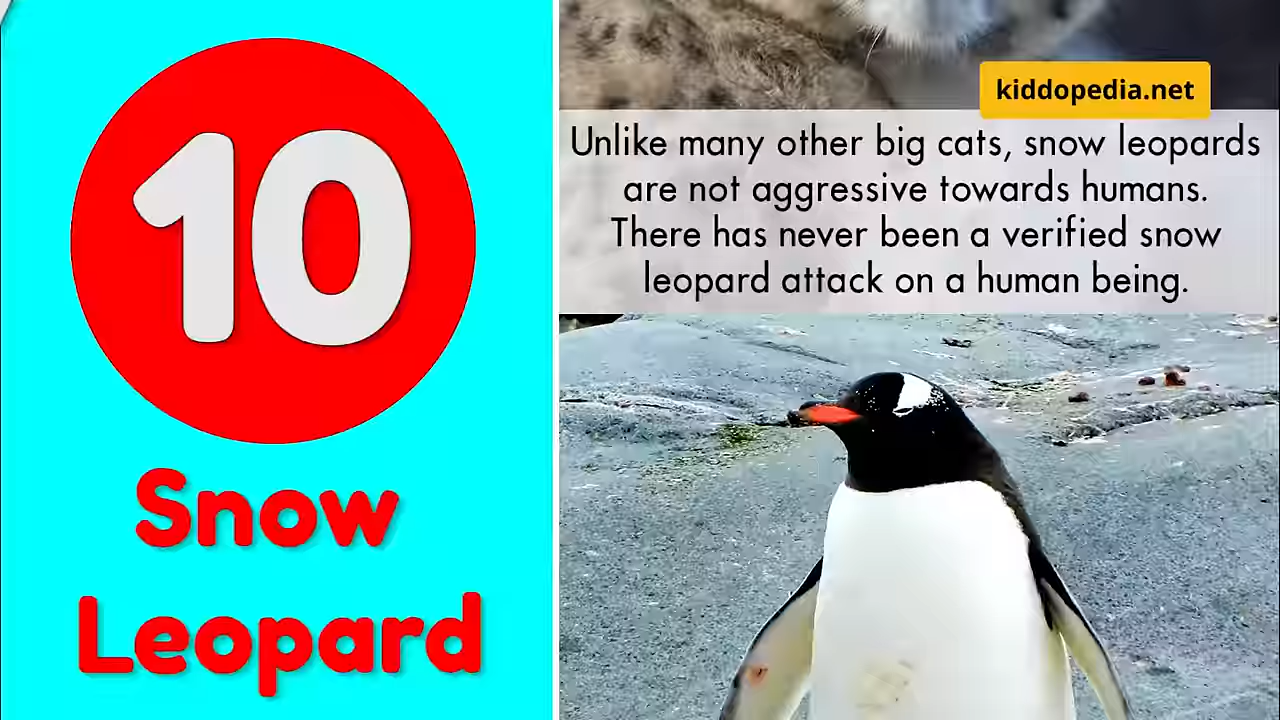 10
Snow
Leopard
kiddopedia.net
Unlike many other big cats, snow leopards
are not aggressive towards humans.
There has never been a verified snow
leopard attack on a human being.